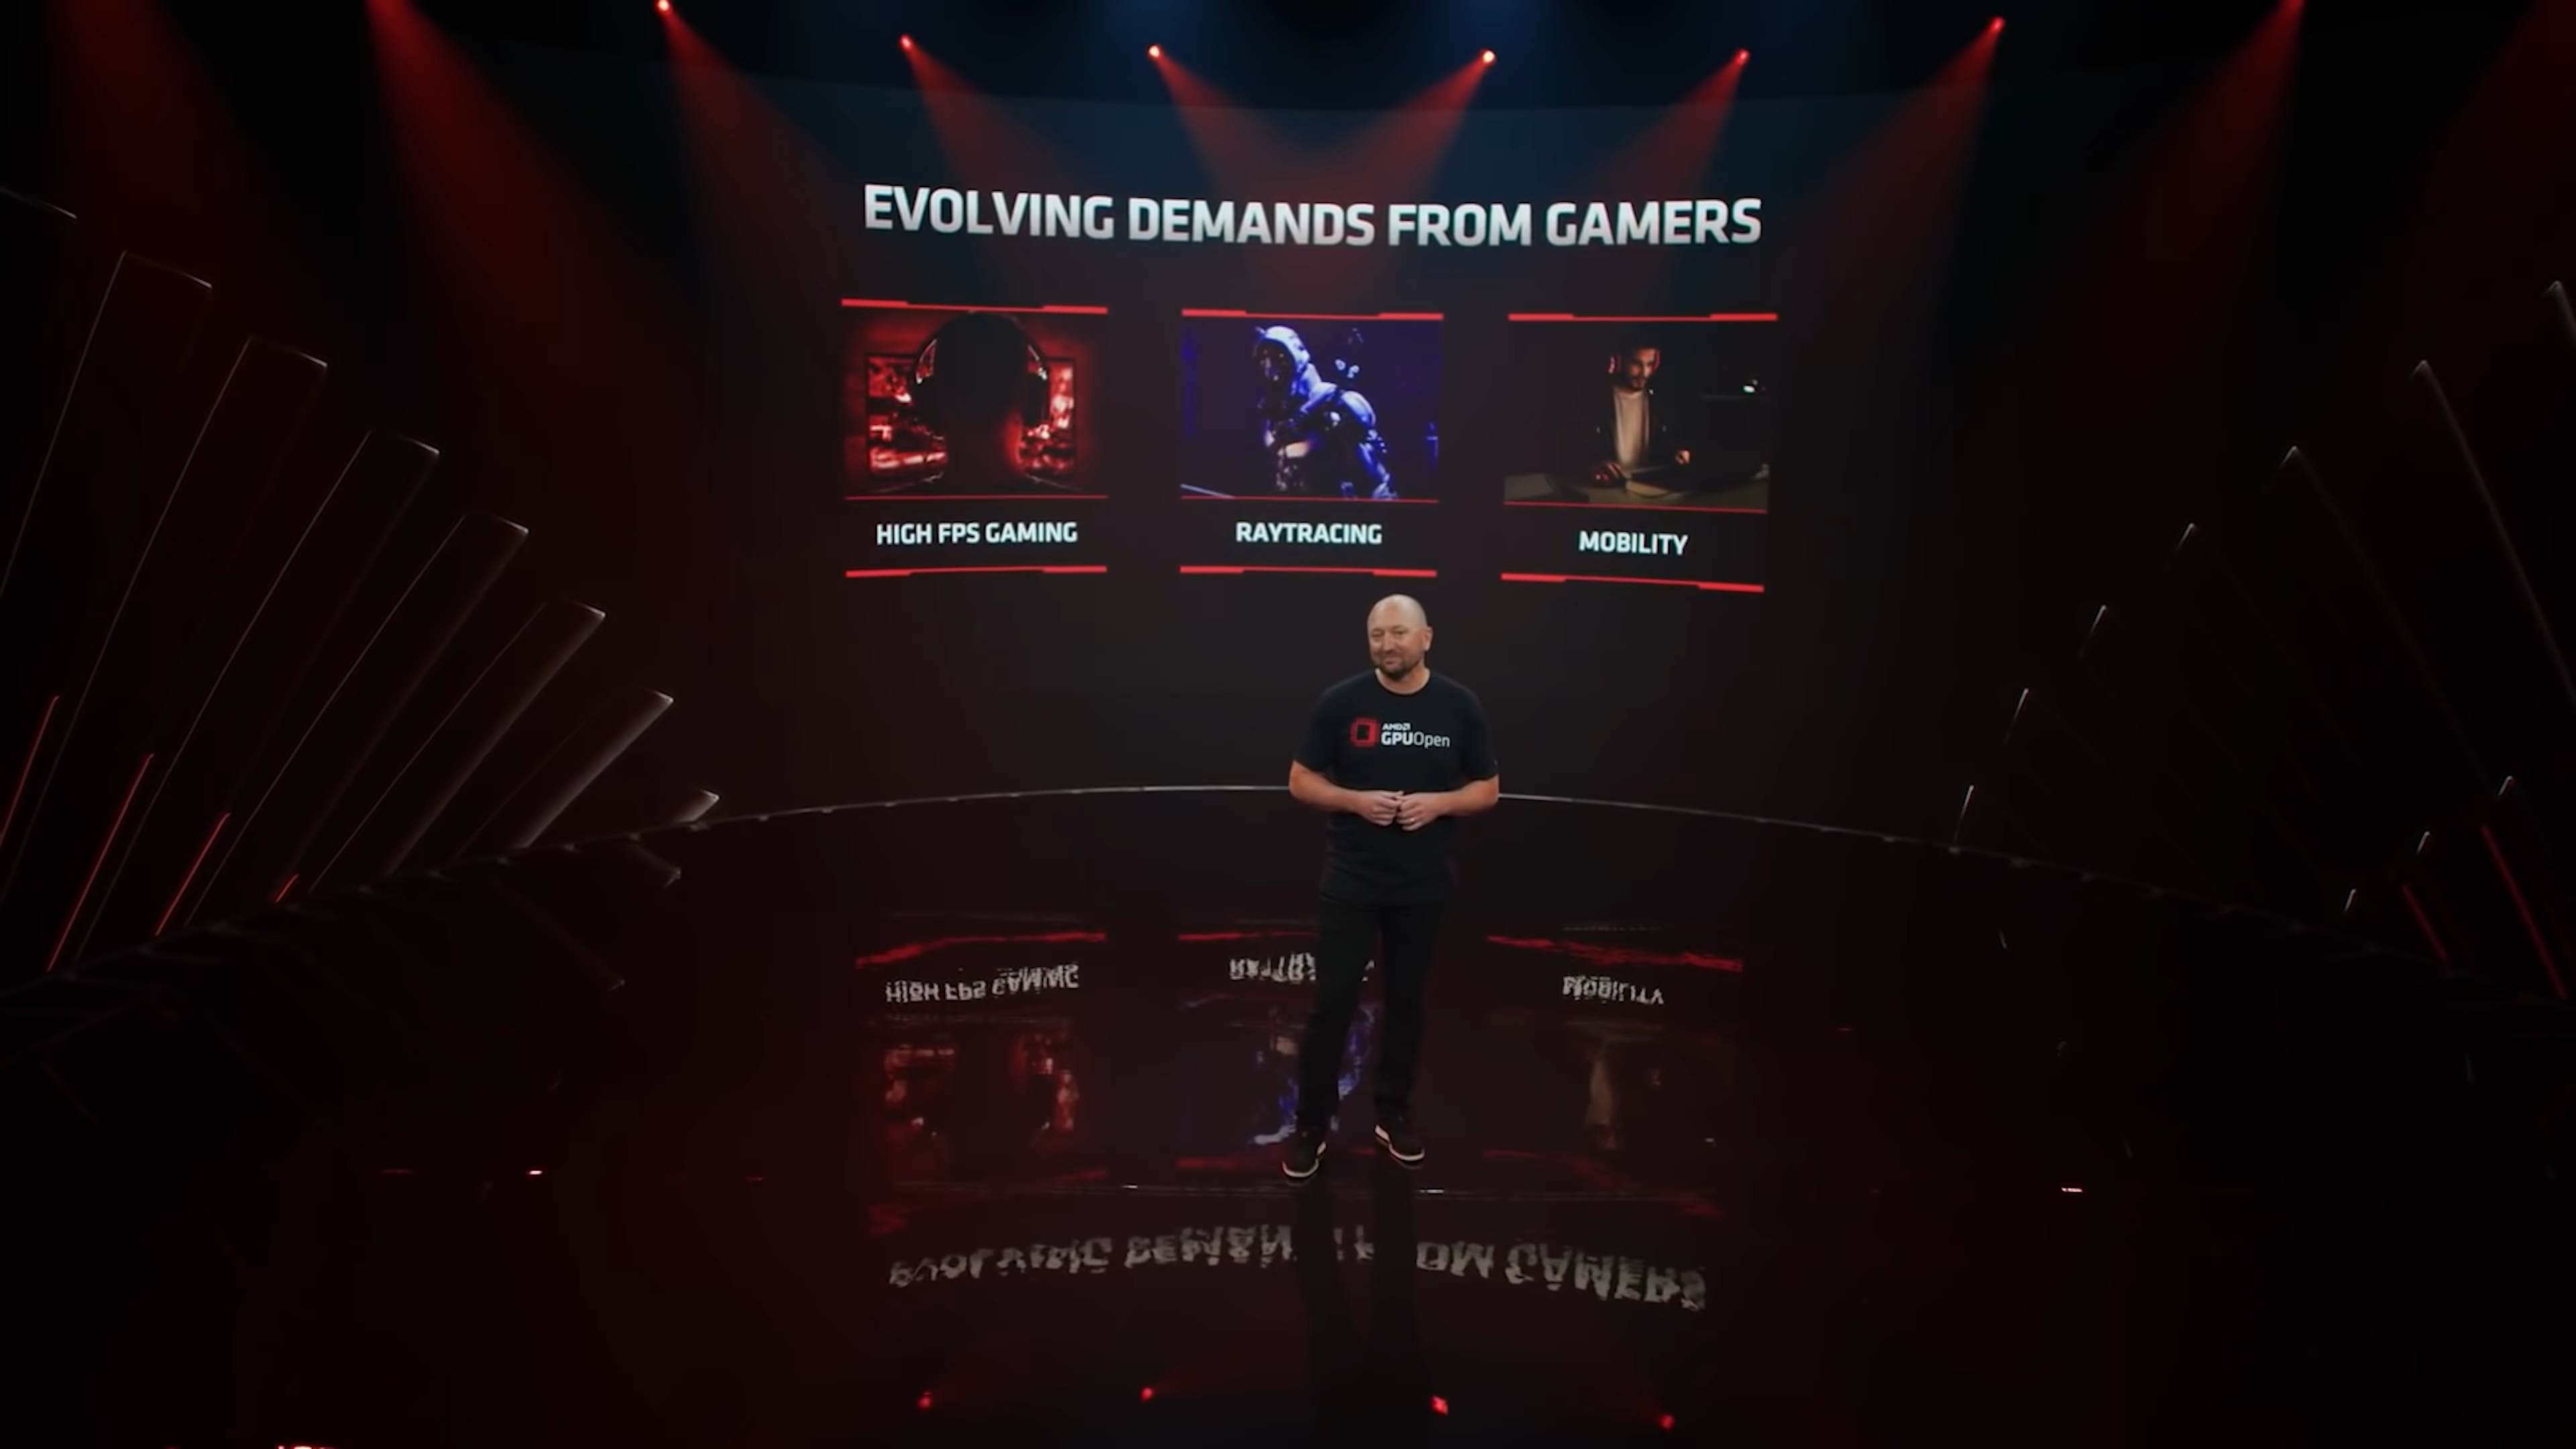 EVOLVING DEMANDS FROM GAMERS
HIGH FPS GAMING
RAYTRACING
MOBILITY
AMD
GPUOpen